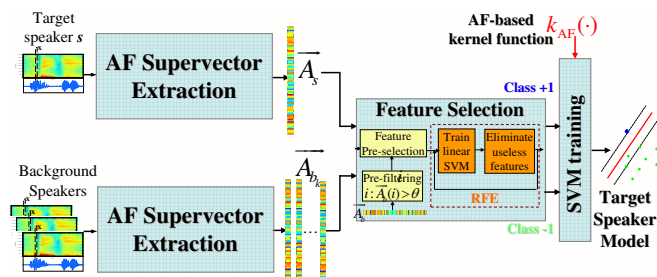 Target
speaker s
AF Supervector
Extraction
A_s
Background
Speakers
AF Supervector
Extraction
A_{b_k}
...
Feature Selection
Feature
Pre-selection
Pre-filtering
i : A_b(i) > θ
Train
linear
SVM
Eliminate
useless
features
RFE
AF-based
kernel function
k_AF(·)
Class +1
Class -1
SVM training
Target
Speaker
Model